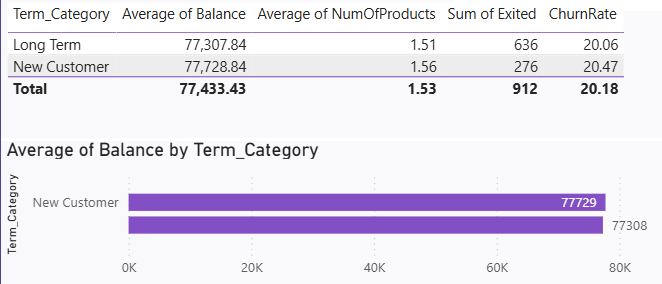 Term_Category Average of Balance Average of NumOfProducts Sum of Exited ChurnRate
Long Term 77,307.84 1.51 636 20.06
New Customer 77,728.84 1.56 276 20.47
Total 77,433.43 1.53 912 20.18
Average of Balance by Term_Category
Term_Category
New Customer 77729
77308
0K 20K 40K 60K 80K